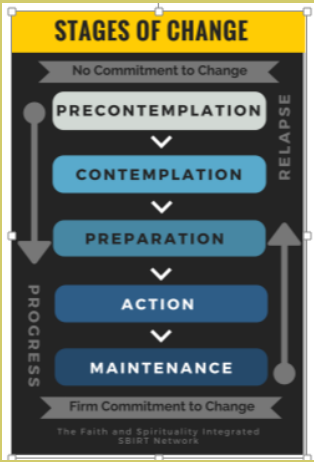 STAGES OF CHANGE
No Commitment to Change
PRECONTEMPLATION
RELAPSE
CONTEMPLATION
PREPARATION
ACTION
PROGRESS
MAINTENANCE
Firm Commitment to Change
The Faith and Spirituality Integrated
SBIRT Network